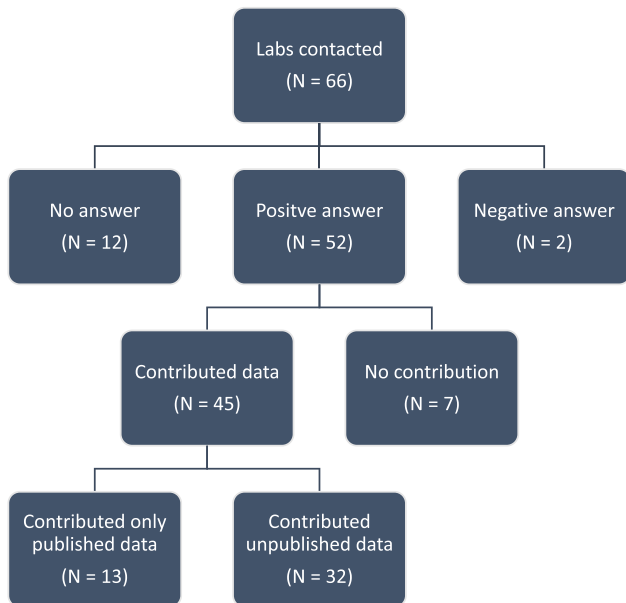 Labs contacted
(N = 66)
No answer
(N = 12)
Positve answer
(N = 52)
Negative answer
(N = 2)
Contributed data
(N = 45)
No contribution
(N = 7)
Contributed only
published data
(N = 13)
Contributed
unpublished data
(N = 32)